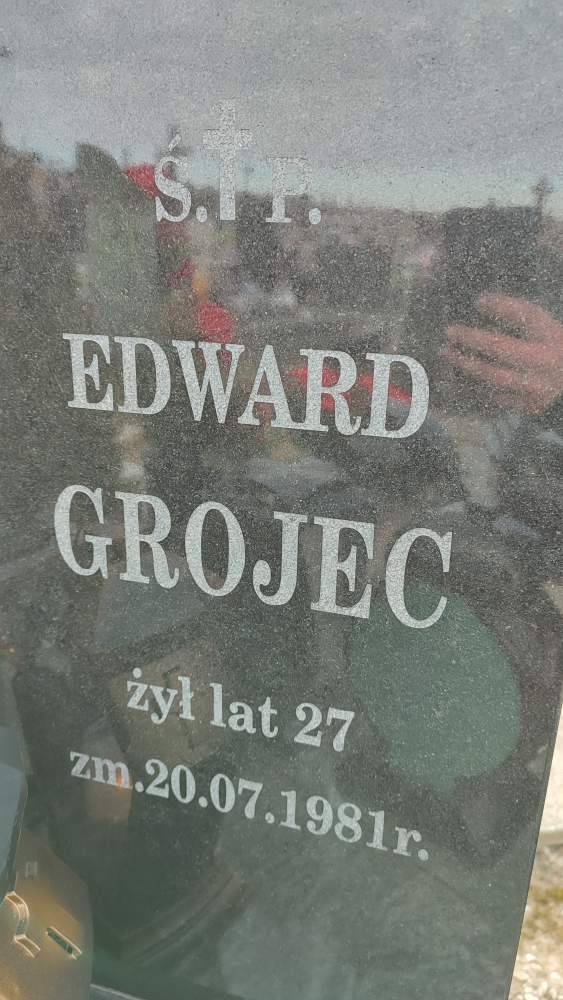 Ś.✝P.
EDWARD
GROJEC
żył lat 27
zm.20.07.1981r.